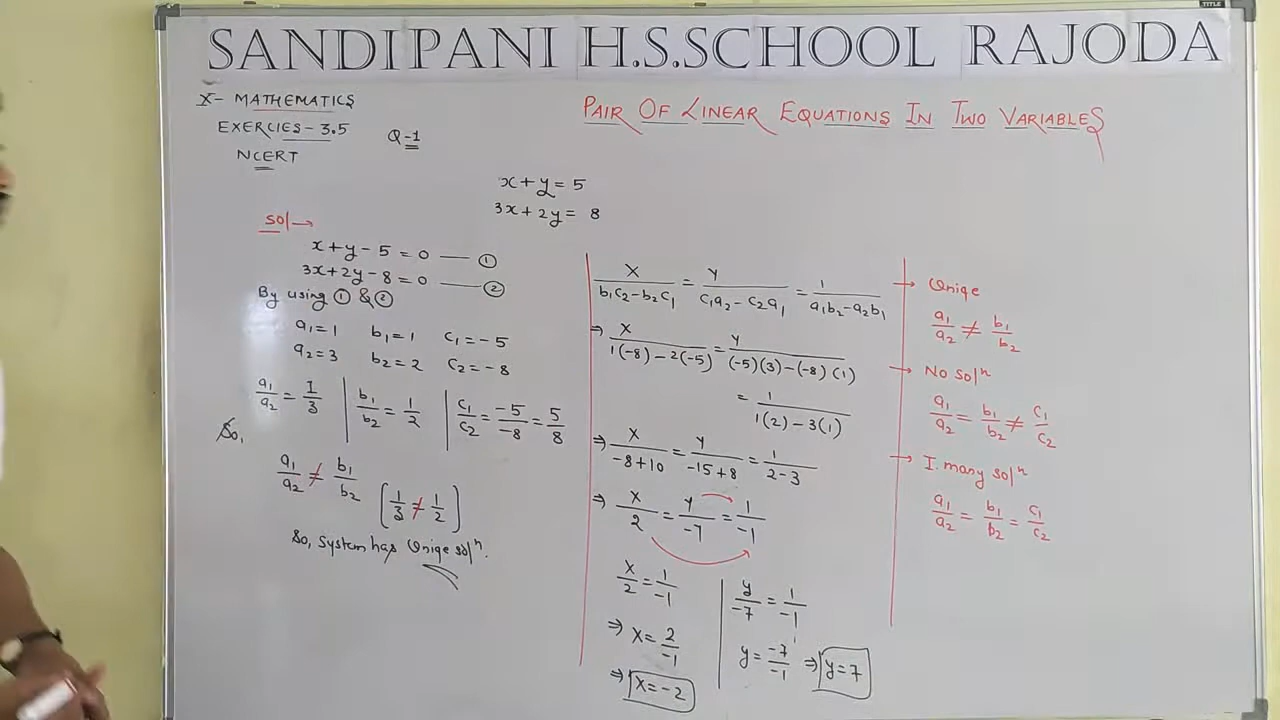 SANDIPANI H.S.SCHOOL RAJODA
X- MATHEMATICS
EXERCIES - 3.5 Q-1
NCERT
PAIR OF LINEAR EQUATIONS IN TWO VARIABLES
x + y = 5
3x + 2y = 8
Sol→
x + y - 5 = 0 — ①
3x + 2y - 8 = 0 — ②
By using ① & ②
a₁ = 1 b₁ = 1 c₁ = -5
a₂ = 3 b₂ = 2 c₂ = -8
a₁/a₂ = 1/3 | b₁/b₂ = 1/2 | c₁/c₂ = -5/-8 = 5/8
So,
a₁/a₂ ≠ b₁/b₂ [1/3 ≠ 1/2]
So, system has Uniqe solⁿ.
x/(b₁c₂ - b₂c₁) = y/(c₁a₂ - c₂a₁) = 1/(a₁b₂ - a₂b₁)
⇒ x/(1(-8) - 2(-5)) = y/((-5)(3) - (-8)(1))
= 1/(1(2) - 3(1))
⇒ x/(-8+10) = y/(-15+8) = 1/(2-3)
⇒ x/2 = y/-7 = 1/-1
x/2 = 1/-1 | y/-7 = 1/-1
⇒ x = 2/-1 | y = -7/-1 ⇒ y = 7
⇒ x = -2
→ Uniqe
a₁/a₂ ≠ b₁/b₂
→ No solⁿ
a₁/a₂ = b₁/b₂ ≠ c₁/c₂
→ I. many solⁿ
a₁/a₂ = b₁/b₂ = c₁/c₂